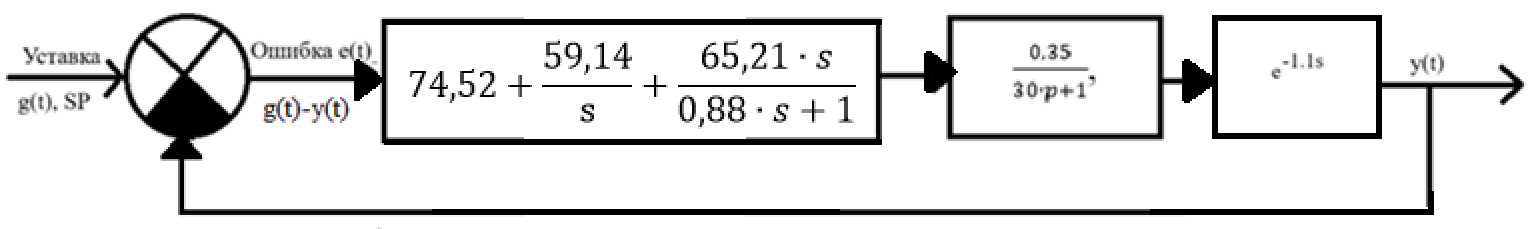 Уставка
g(t), SP
Ошибка e(t)
g(t)-y(t)
74,52 + 59,14/s + 65,21 · s/(0,88 · s + 1)
0.35/(30·p+1),
e^-1.1s
y(t)